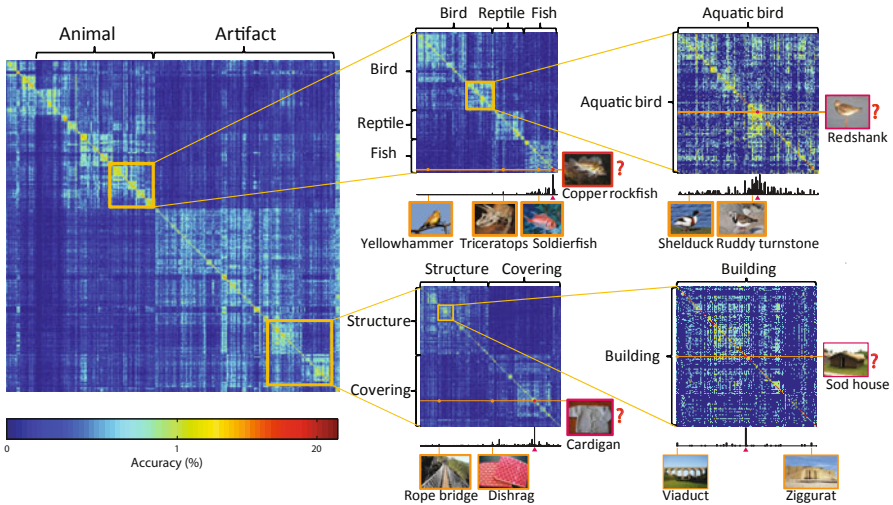 Animal
Artifact
0
1
20
Accuracy (%)
Bird
Reptile
Fish
Bird
Reptile
Fish
?
Copper rockfish
Yellowhammer
Triceratops
Soldierfish
Aquatic bird
Aquatic bird
?
Redshank
Shelduck
Ruddy turnstone
Structure
Covering
Structure
Covering
?
Cardigan
Rope bridge
Dishrag
Building
Building
?
Sod house
Viaduct
Ziggurat